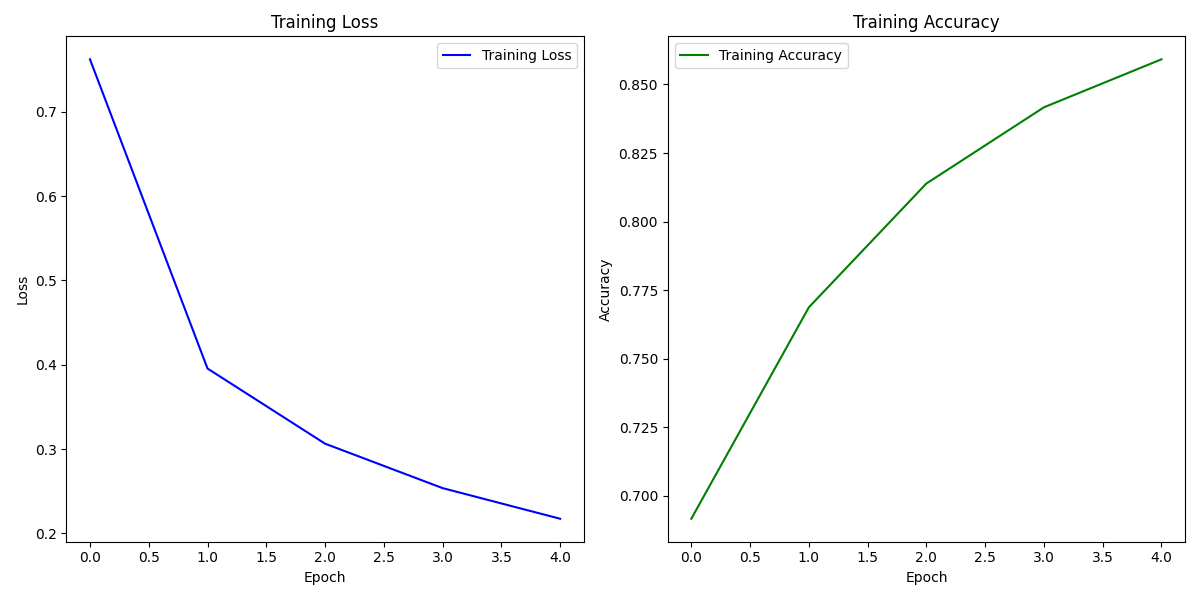 Training Loss
Training Loss
0.7
0.6
0.5
0.4
0.3
0.2
Loss
0.0 0.5 1.0 1.5 2.0 2.5 3.0 3.5 4.0
Epoch
Training Accuracy
Training Accuracy
0.850
0.825
0.800
0.775
0.750
0.725
0.700
Accuracy
0.0 0.5 1.0 1.5 2.0 2.5 3.0 3.5 4.0
Epoch